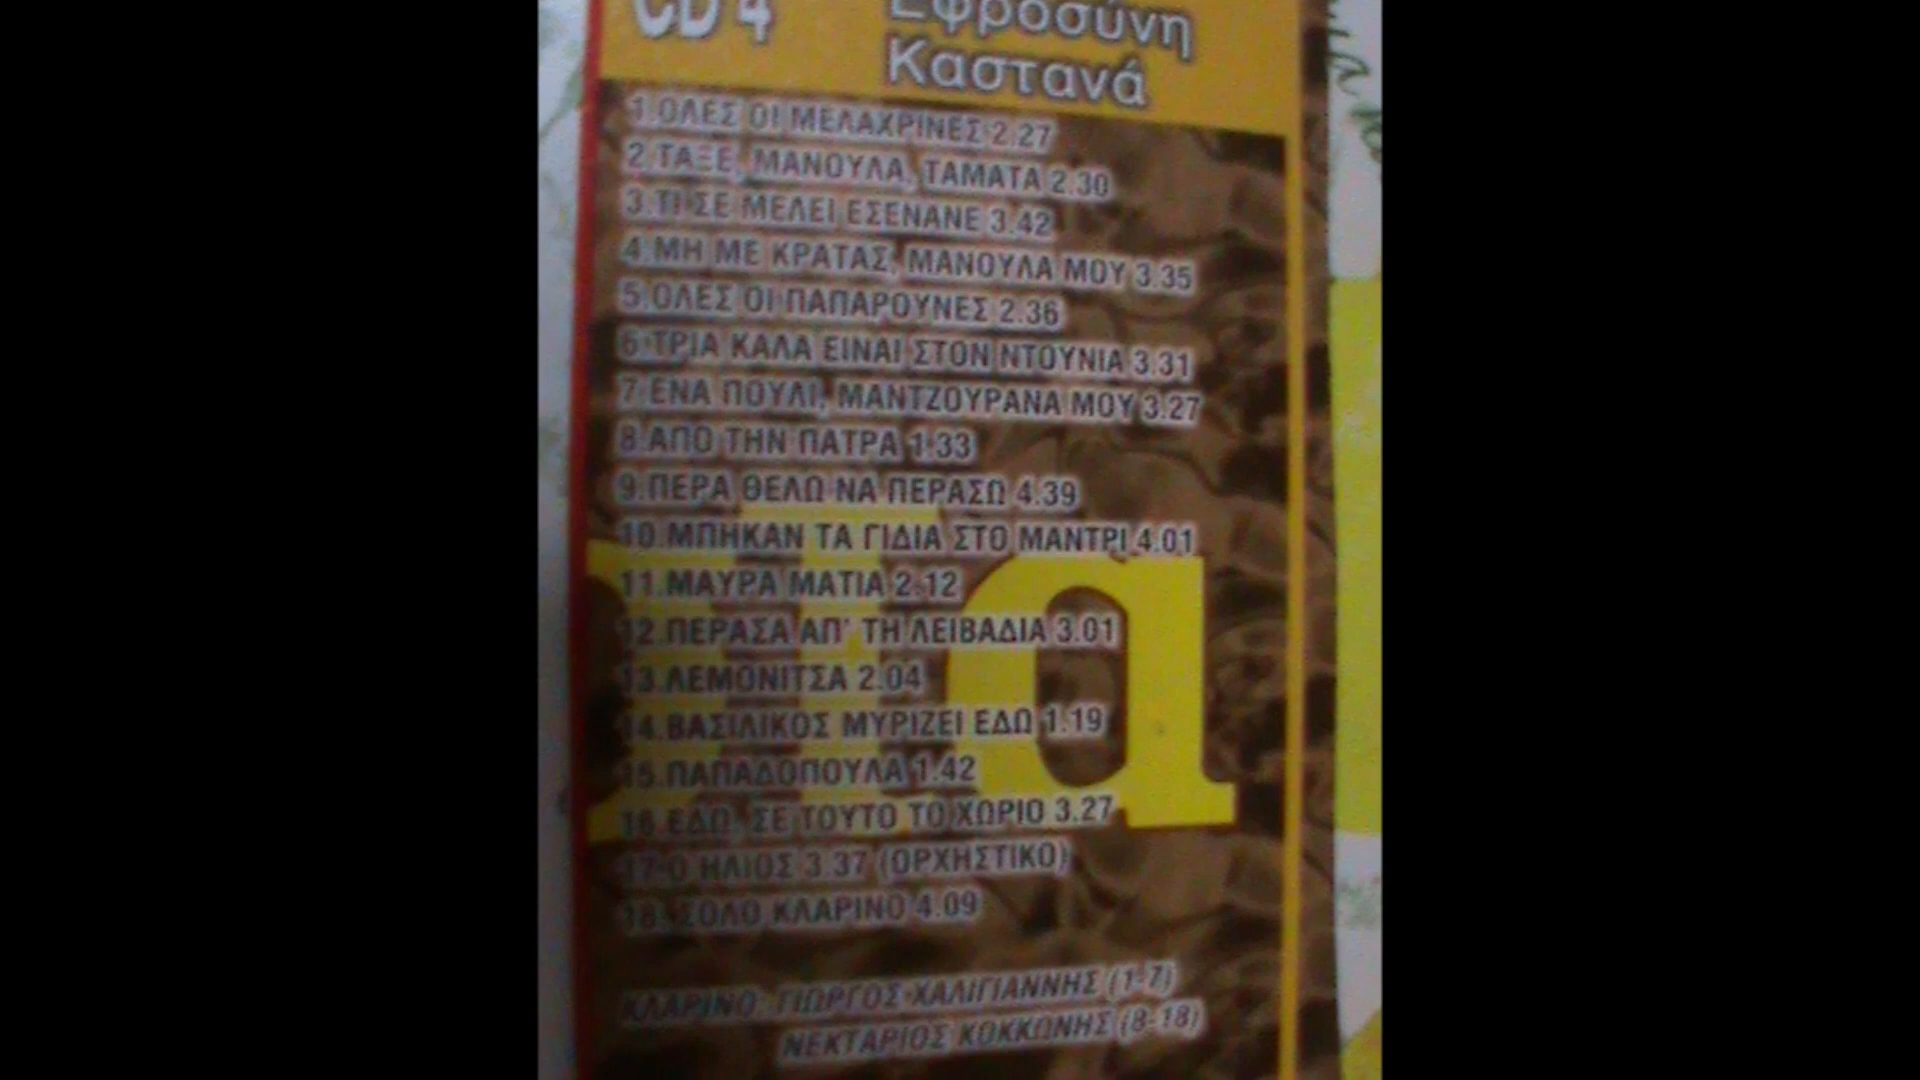 CD 4
Εφροσύνη
Καστανά
1.ΟΛΕΣ ΟΙ ΜΕΛΑΧΡΙΝΕΣ 2.27
2.ΤΑΞΕ, ΜΑΝΟΥΛΑ, ΤΑΜΑΤΑ 2.30
3.ΤΙ ΣΕ ΜΕΛΕΙ ΕΣΕΝΑΝΕ 3.42
4.ΜΗ ΜΕ ΚΡΑΤΑΣ, ΜΑΝΟΥΛΑ ΜΟΥ 3.35
5.ΟΛΕΣ ΟΙ ΠΑΠΑΡΟΥΝΕΣ 2.36
6.ΤΡΙΑ ΚΑΛΑ ΕΙΝΑΙ ΣΤΟΝ ΝΤΟΥΝΙΑ 3.31
7.ΕΝΑ ΠΟΥΛΙ, ΜΑΝΤΖΟΥΡΑΝΑ ΜΟΥ 3.27
8.ΑΠΟ ΤΗΝ ΠΑΤΡΑ 1.33
9.ΠΕΡΑ ΘΕΛΩ ΝΑ ΠΕΡΑΣΩ 4.39
10.ΜΠΗΚΑΝ ΤΑ ΓΙΔΙΑ ΣΤΟ ΜΑΝΤΡΙ 4.01
11.ΜΑΥΡΑ ΜΑΤΙΑ 2.12
12.ΠΕΡΑΣΑ ΑΠ' ΤΗ ΛΕΙΒΑΔΙΑ 3.01
13.ΛΕΜΟΝΙΤΣΑ 2.04
14.ΒΑΣΙΛΙΚΟΣ ΜΥΡΙΖΕΙ ΕΔΩ 1.19
15.ΠΑΠΑΔΟΠΟΥΛΑ 1.42
16.ΕΔΩ, ΣΕ ΤΟΥΤΟ ΤΟ ΧΩΡΙΟ 3.27
17.Ο ΗΛΙΟΣ 3.37 (ΟΡΧΗΣΤΙΚΟ)
18. ΣΟΛΟ ΚΛΑΡΙΝΟ 4.09
ΚΛΑΡΙΝΟ: ΓΙΩΡΓΟΣ ΧΑΛΙΓΙΑΝΝΗΣ (1-7)
ΝΕΚΤΑΡΙΟΣ ΚΟΚΚΩΝΗΣ (8-18)